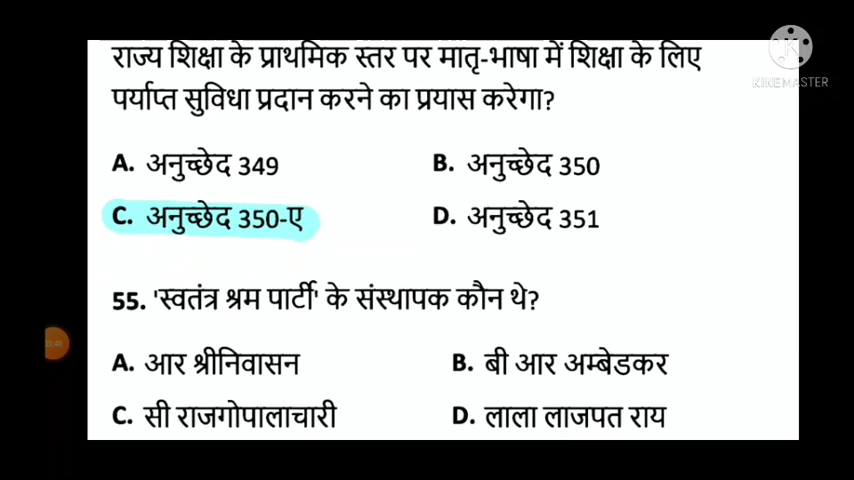 राज्य शिक्षा के प्राथमिक स्तर पर मातृ-भाषा में शिक्षा के लिए
पर्याप्त सुविधा प्रदान करने का प्रयास करेगा?
A. अनुच्छेद 349
B. अनुच्छेद 350
C. अनुच्छेद 350-ए
D. अनुच्छेद 351
55. 'स्वतंत्र श्रम पार्टी' के संस्थापक कौन थे?
A. आर श्रीनिवासन
B. बी आर अम्बेडकर
C. सी राजगोपालाचारी
D. लाला लाजपत राय
KINEMASTER